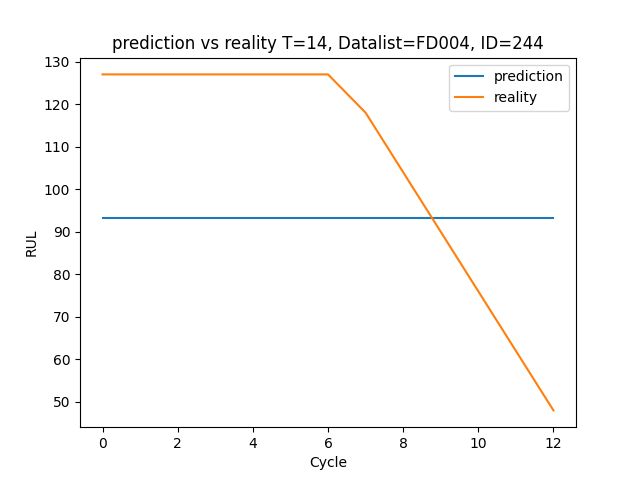 prediction vs reality T=14, Datalist=FD004, ID=244
prediction
reality
130
120
110
100
90
80
70
60
50
RUL
0 2 4 6 8 10 12
Cycle